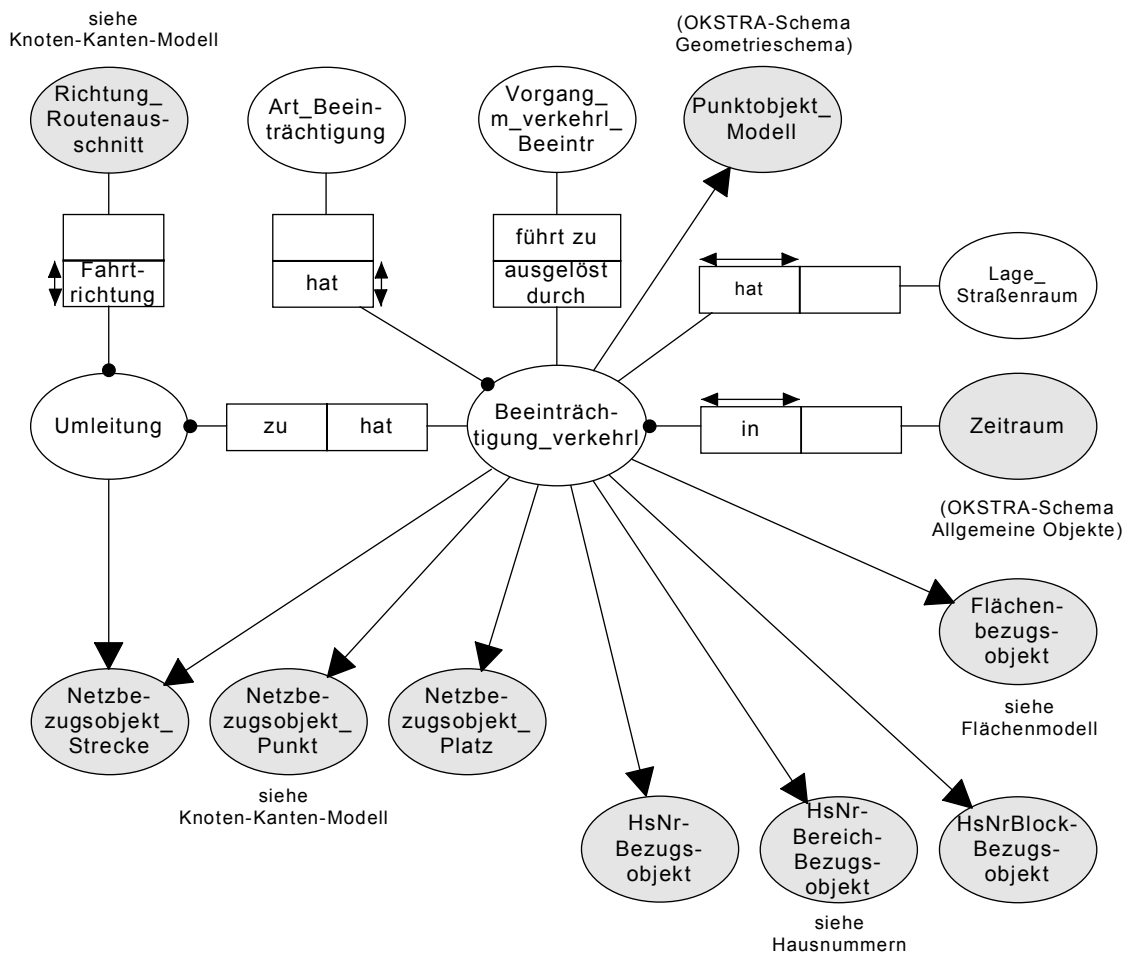 siehe
Knoten-Kanten-Modell
(OKSTRA-Schema
Geometrieschema)
Richtung_
Routenaus-
schnitt
Art_Beein-
trächtigung
Vorgang_
m_verkehrl_
Beeintr
Punktobjekt_
Modell
Fahrt-
richtung
hat
führt zu
ausgelöst
durch
hat
Lage_
Straßenraum
Umleitung
zu
hat
Beeinträch-
tigung_verkehrl
in
Zeitraum
(OKSTRA-Schema
Allgemeine Objekte)
Flächen-
bezugs-
objekt
siehe
Flächenmodell
Netzbe-
zugsobjekt_
Strecke
Netzbe-
zugsobjekt_
Punkt
Netzbe-
zugsobjekt_
Platz
siehe
Knoten-Kanten-Modell
HsNr-
Bezugs-
objekt
HsNr-
Bereich-
Bezugs-
objekt
HsNrBlock-
Bezugs-
objekt
siehe
Hausnummern